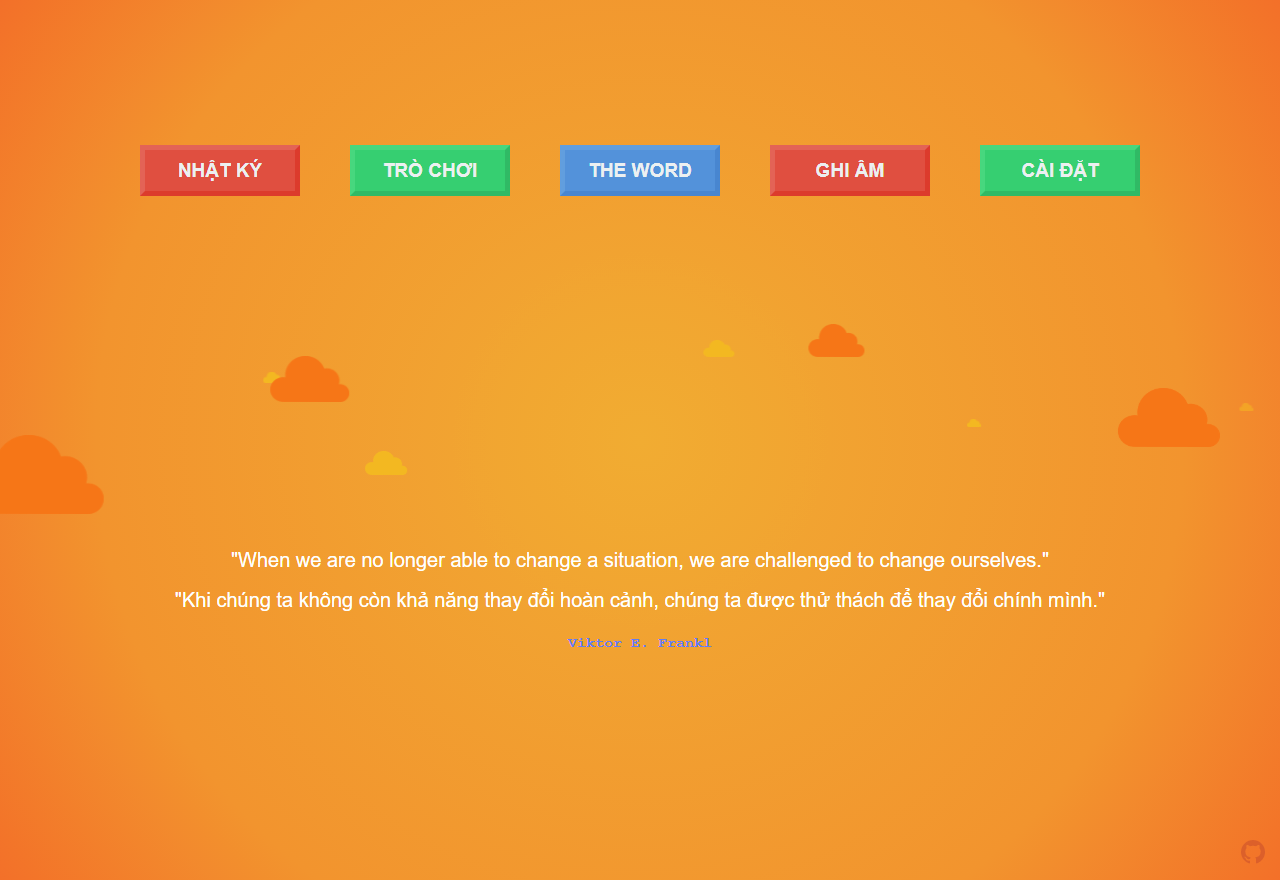 NHẬT KÝ
TRÒ CHƠI
THE WORD
GHI ÂM
CÀI ĐẶT
"When we are no longer able to change a situation, we are challenged to change ourselves."
"Khi chúng ta không còn khả năng thay đổi hoàn cảnh, chúng ta được thử thách để thay đổi chính mình."
Viktor E. Frankl